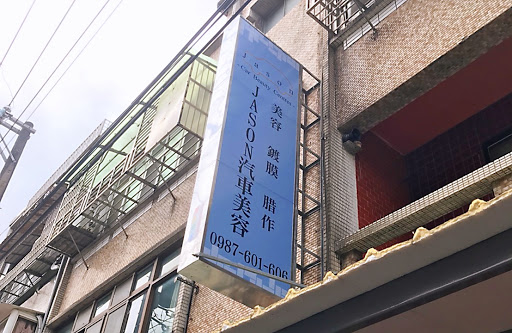 Jason
Car Beauty Center
美容 鍍膜 腊作
JASON汽車美容
0987-601-606